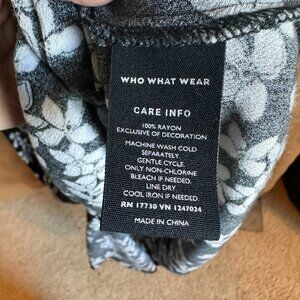 WHO WHAT WEAR
CARE INFO
100% RAYON
EXCLUSIVE OF DECORATION
MACHINE WASH COLD
SEPARATELY.
GENTLE CYCLE.
ONLY NON-CHLORINE
BLEACH IF NEEDED.
LINE DRY
COOL IRON IF NEEDED.
RN 17730 VN 1247024
MADE IN CHINA